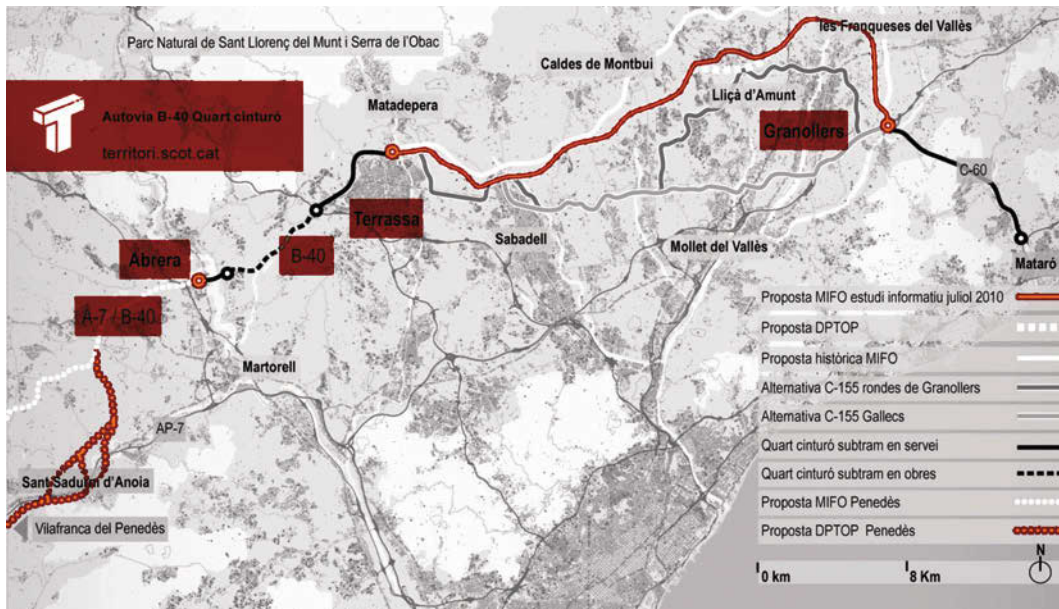 Parc Natural de Sant Llorenç del Munt i Serra de l'Obac
les Franqueses del Vallès
Caldes de Montbui
Matadepera
Lliçà d'Amunt
Autovia B-40 Quart cinturó
territori.scot.cat
Granollers
C-60
Terrassa
Sabadell
Mollet del Vallès
Mataró
B-40
Abrera
A-7 / B-40
Martorell
AP-7
Sant Sadurní d'Anoia
Vilafranca del Penedès
Proposta MIFO estudi informatiu juliol 2010
Proposta DPTOP
Proposta històrica MIFO
Alternativa C-155 rondes de Granollers
Alternativa C-155 Gallecs
Quart cinturó subtram en servei
Quart cinturó subtram en obres
Proposta MIFO Penedès
Proposta DPTOP Penedès
N
0 km
8 Km